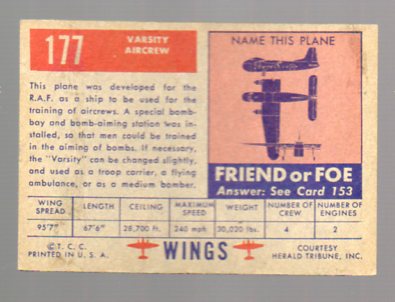 177
VARSITY
AIRCREW
This plane was developed for the
R.A.F. as a ship to be used for the
training of aircrews. A special bomb-
bay and bomb-aiming station was in-
stalled, so that men could be trained
in the aiming of bombs. If necessary,
the "Varsity" can be changed slightly,
and used as a troop carrier, a flying
ambulance, or as a medium bomber.
NAME THIS PLANE
FRIEND or FOE
Answer: See Card 153
WING SPREAD LENGTH CEILING MAXIMUM SPEED WEIGHT NUMBER OF CREW NUMBER OF ENGINES
95'7" 67'6" 28,700 ft. 240 mph 30,020 lbs. 4 2
© T. C. C.
PRINTED IN U. S. A.
WINGS
COURTESY
HERALD TRIBUNE, INC.